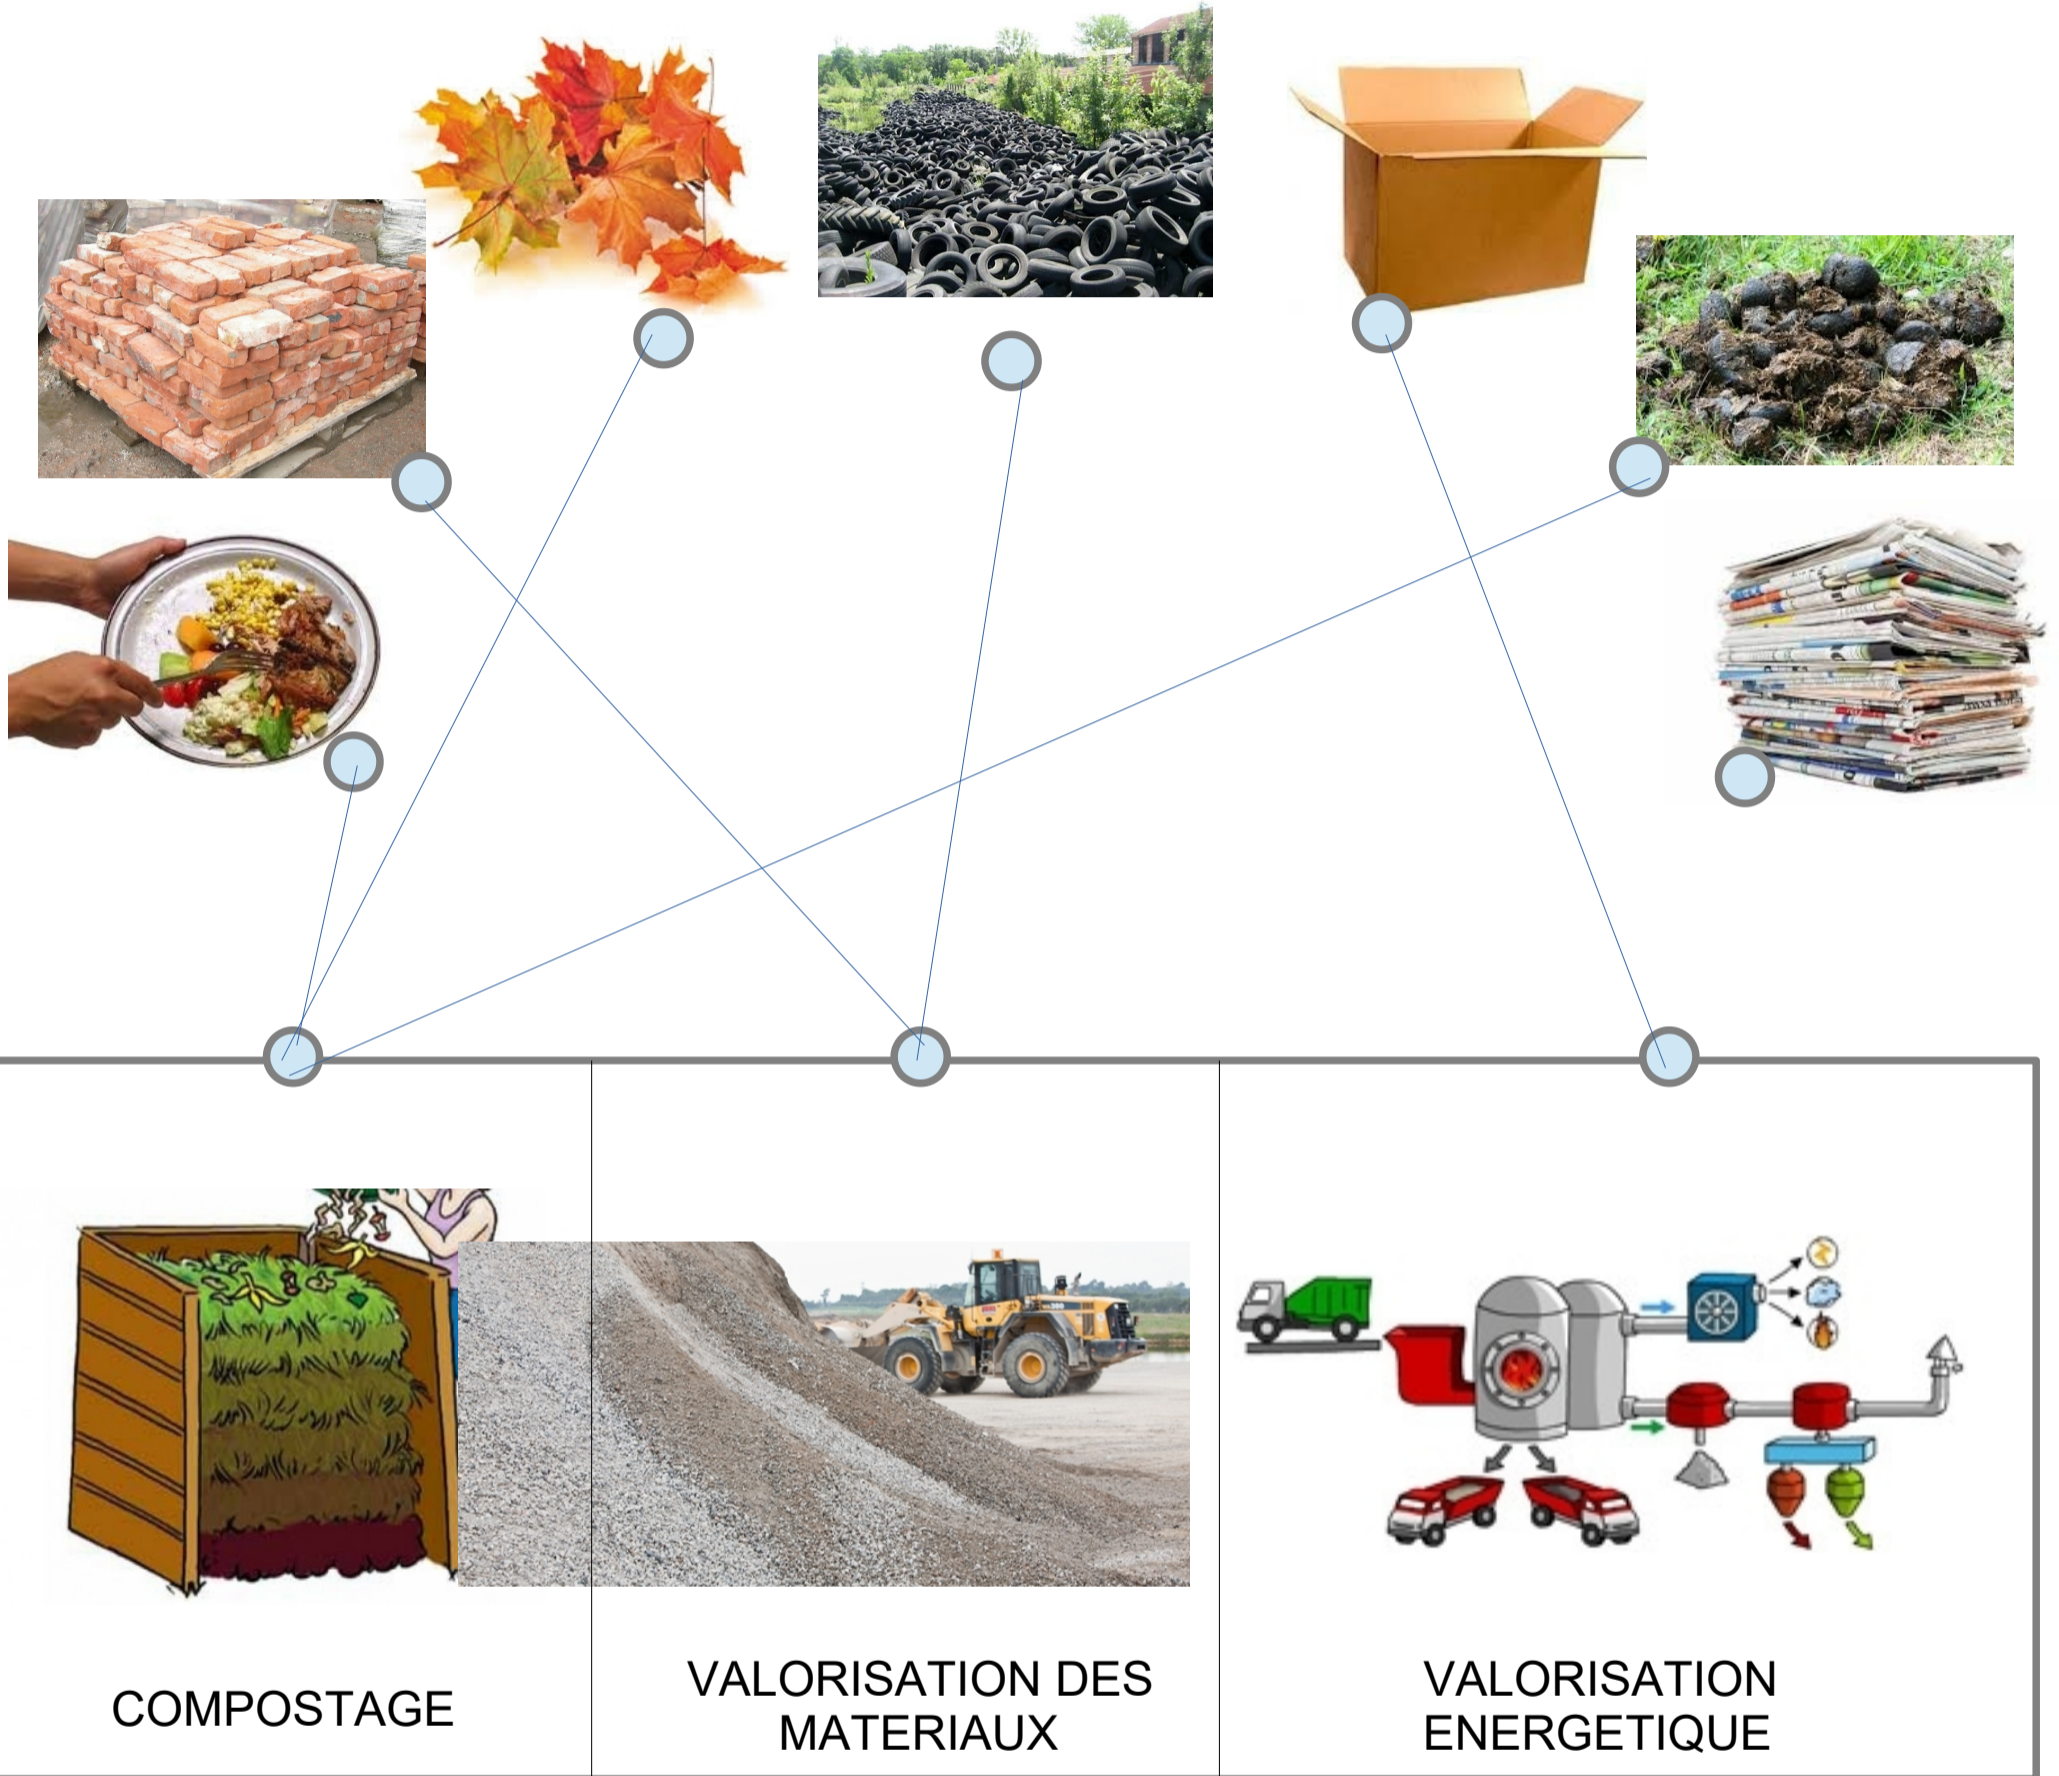 COMPOSTAGE
VALORISATION DES
MATERIAUX
VALORISATION
ENERGETIQUE